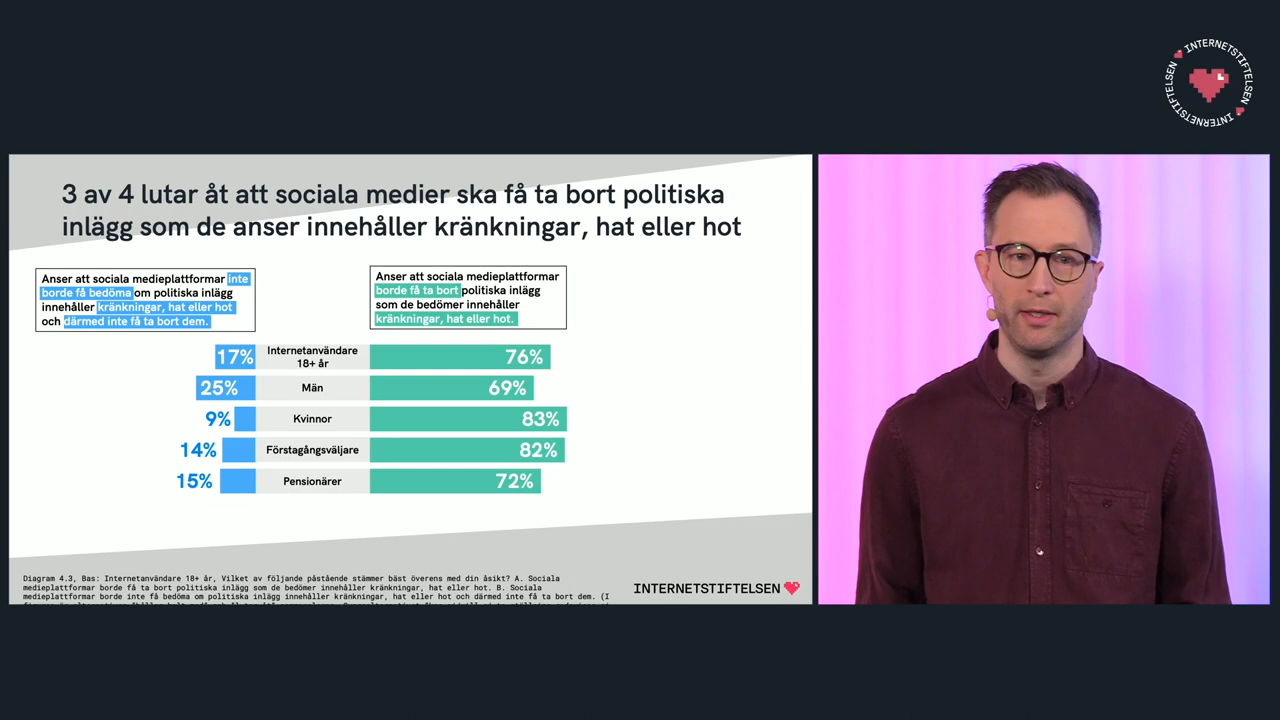 INTERNETSTIFTELSEN
INTERNETSTIFTELSEN
3 av 4 lutar åt att sociala medier ska få ta bort politiska
inlägg som de anser innehåller kränkningar, hat eller hot
Anser att sociala medieplattformar inte
borde få bedöma om politiska inlägg
innehåller kränkningar, hat eller hot
och därmed inte få ta bort dem.
Anser att sociala medieplattformar
borde få ta bort politiska inlägg
som de bedömer innehåller
kränkningar, hat eller hot.
17% Internetanvändare 76%
18+ år
25% Män 69%
9% Kvinnor 83%
14% Förstagångsväljare 82%
15% Pensionärer 72%
Diagram 4.3, Bas: Internetanvändare 18+ år, Vilket av följande påstående stämmer bäst överens med din åsikt? A. Sociala
medieplattformar borde få ta bort politiska inlägg som de bedömer innehåller kränkningar, hat eller hot. B. Sociala
medieplattformar borde inte få bedöma om politiska inlägg innehåller kränkningar, hat eller hot och därmed inte få ta bort dem. (I
INTERNETSTIFTELSEN